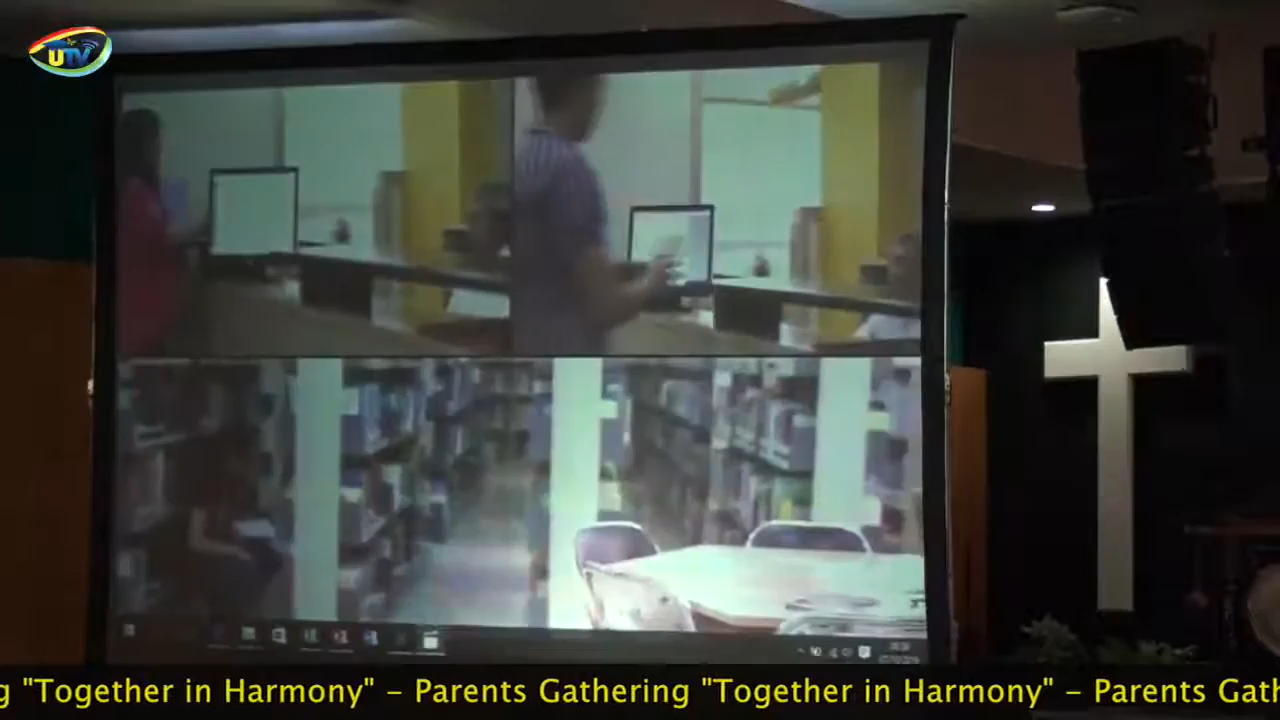 UTV
g "Together in Harmony" – Parents Gathering "Together in Harmony" – Parents Gath